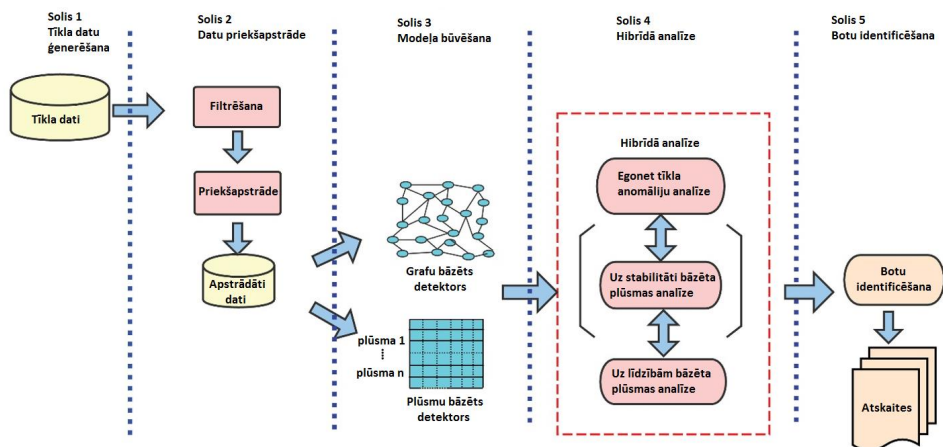 Solis 1
Tīkla datu
ģenerēšana
Tīkla dati
Solis 2
Datu priekšapstrāde
Filtrēšana
Priekšapstrāde
Apstrādāti
dati
Solis 3
Modeļa būvēšana
Grafu bāzēts
detektors
plūsma 1
plūsma n
Plūsmu bāzēts
detektors
Solis 4
Hibrīdā analīze
Hibrīdā analīze
Egonet tīkla
anomāliju analīze
Uz stabilitāti bāzēta
plūsmas analīze
Uz līdzībām bāzēta
plūsmas analīze
Solis 5
Botu identificēšana
Botu
identificēšana
Atskaites